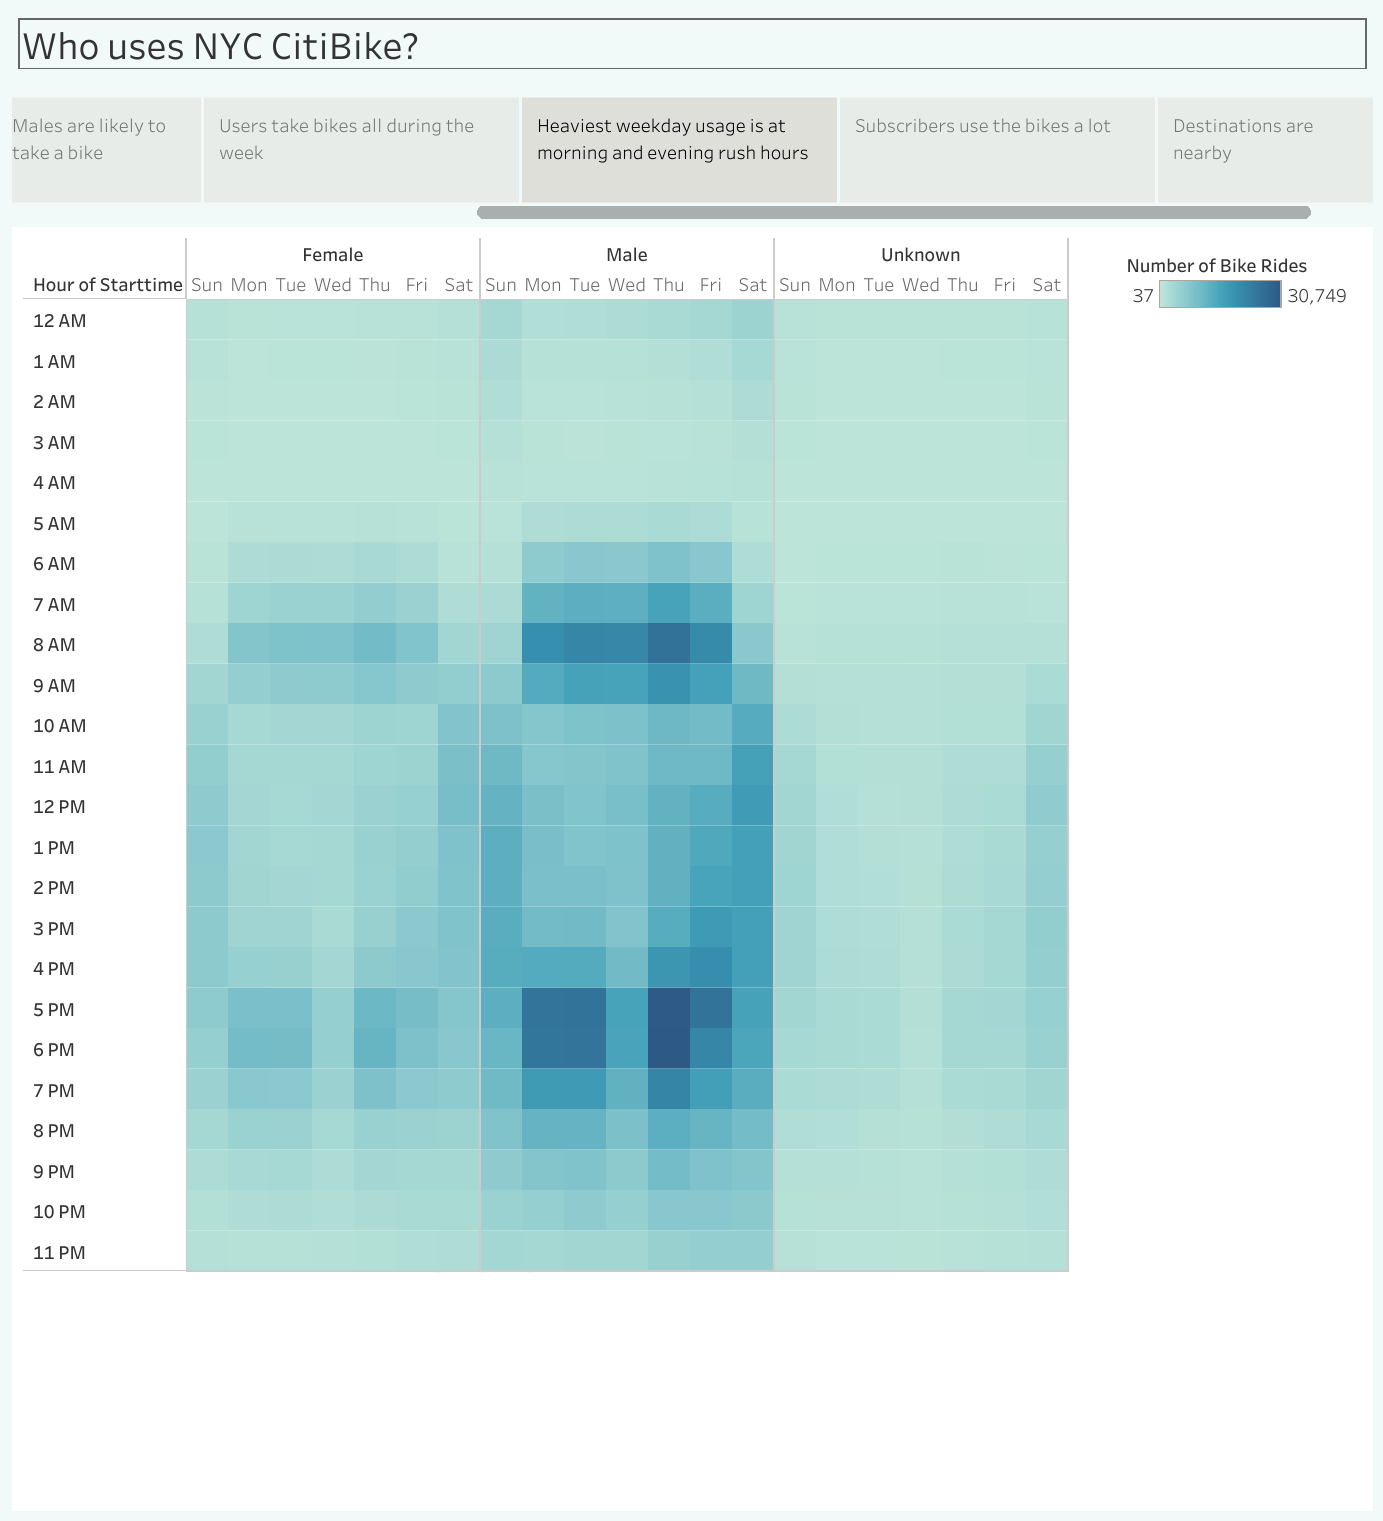 Who uses NYC CitiBike?
Males are likely to
take a bike
Users take bikes all during the
week
Heaviest weekday usage is at
morning and evening rush hours
Subscribers use the bikes a lot
Destinations are
nearby
Female Male Unknown
Hour of Starttime Sun Mon Tue Wed Thu Fri Sat Sun Mon Tue Wed Thu Fri Sat Sun Mon Tue Wed Thu Fri Sat
Number of Bike Rides
37 30,749
12 AM
1 AM
2 AM
3 AM
4 AM
5 AM
6 AM
7 AM
8 AM
9 AM
10 AM
11 AM
12 PM
1 PM
2 PM
3 PM
4 PM
5 PM
6 PM
7 PM
8 PM
9 PM
10 PM
11 PM